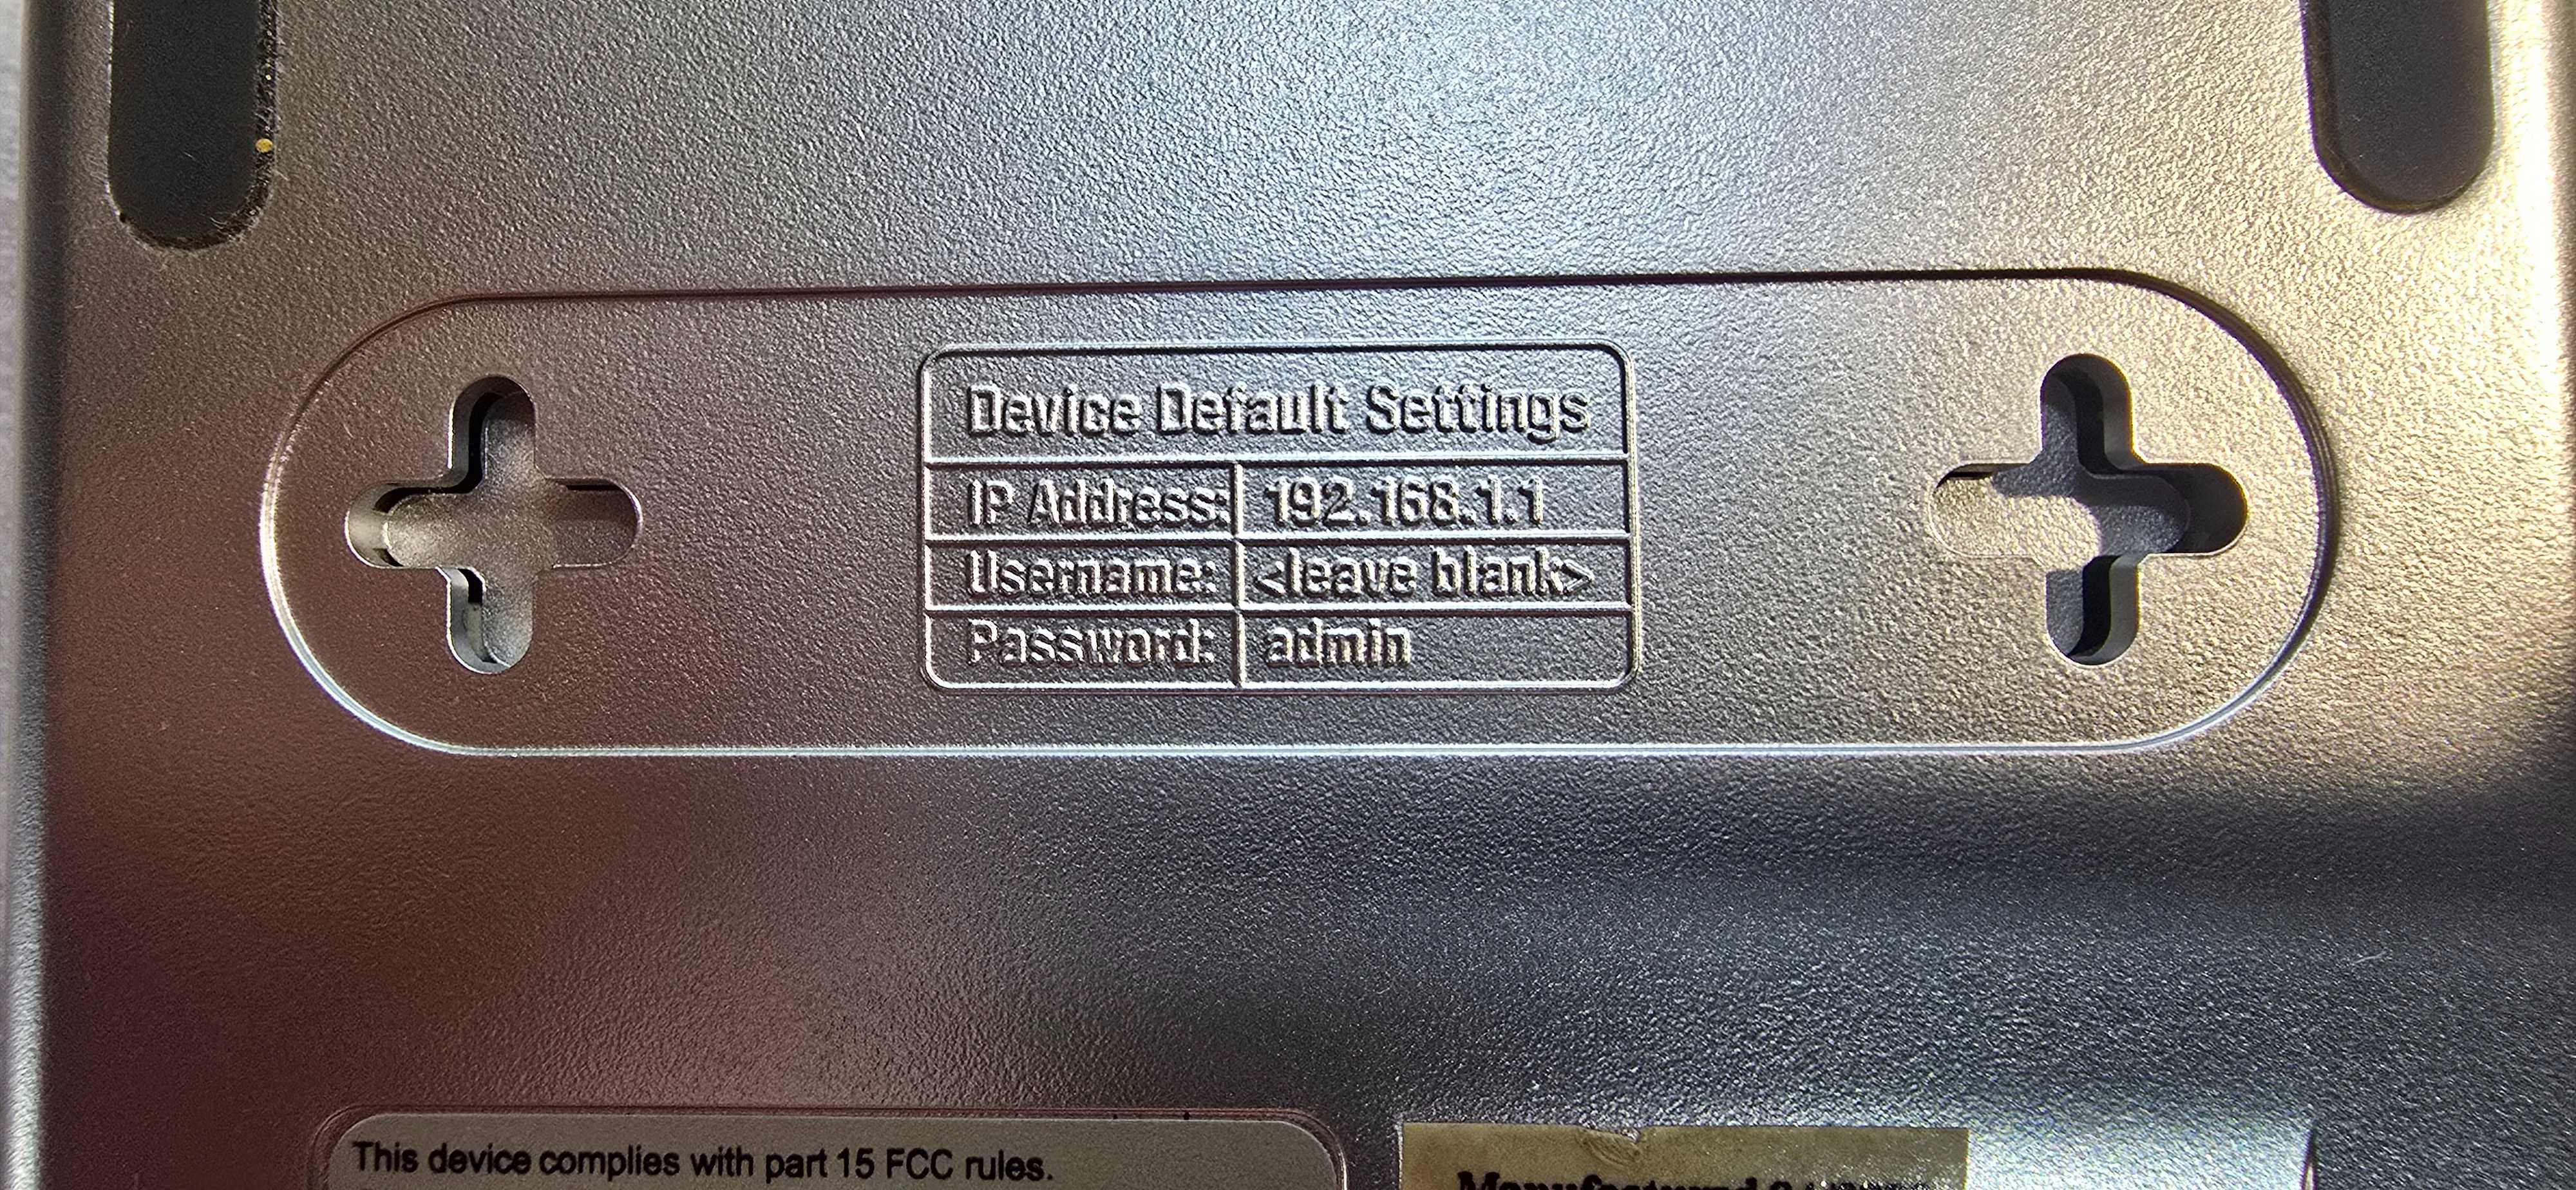 Device Default Settings
IP Address: 192.168.1.1
Username: <leave blank>
Password: admin
This device complies with part 15 FCC rules.